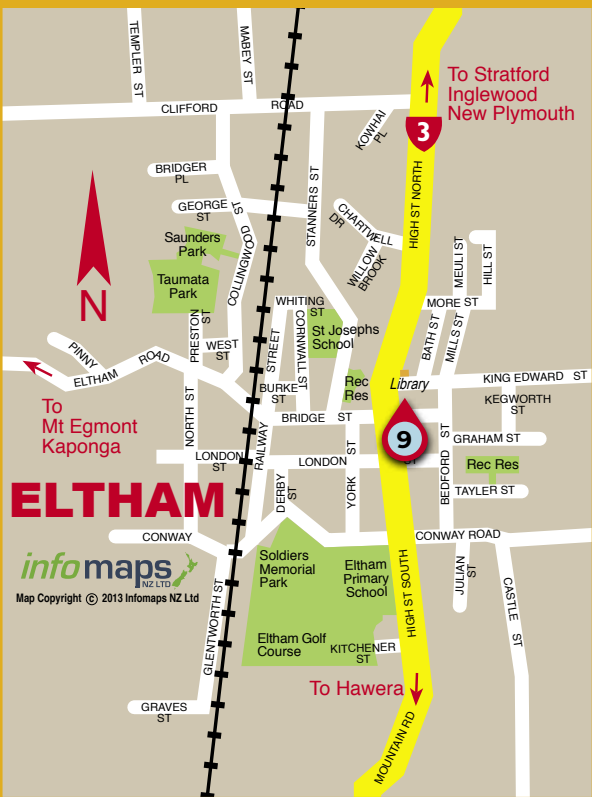 TEMPLER ST
MABEY ST
To Stratford
Inglewood
New Plymouth
CLIFFORD ROAD
KOWHAI
PL
3
BRIDGER
PL
STANNERS ST
HIGH ST NORTH
GEORGE
ST
CHARTWELL
DR
COLLINGWOOD ST
Saunders
Park
WILLOW
BROOK
MEULI ST
HILL ST
Taumata
Park
N
WHITING
ST
MORE ST
PRESTON
ST
WEST
ST
RAILWAY STREET
CORNWALL ST
St Josephs
School
BATH ST
MILLS ST
PINNY
ELTHAM ROAD
BURKE
ST
Rec
Res
Library
KING EDWARD ST
To
Mt Egmont
Kaponga
KEGWORTH
ST
NORTH ST
BRIDGE ST
9
GRAHAM ST
BEDFORD ST
LONDON
ST
LONDON ST
Rec Res
ELTHAM
DERBY
ST
YORK ST
TAYLER ST
CONWAY
CONWAY ROAD
infomaps
NZ LTD
Soldiers
Memorial
Park
Eltham
Primary
School
JULIAN
ST
CASTLE ST
Map Copyright © 2013 Infomaps NZ Ltd
GLENTWORTH ST
HIGH ST SOUTH
Eltham Golf
Course
KITCHENER
ST
To Hawera
GRAVES
ST
MOUNTAIN RD